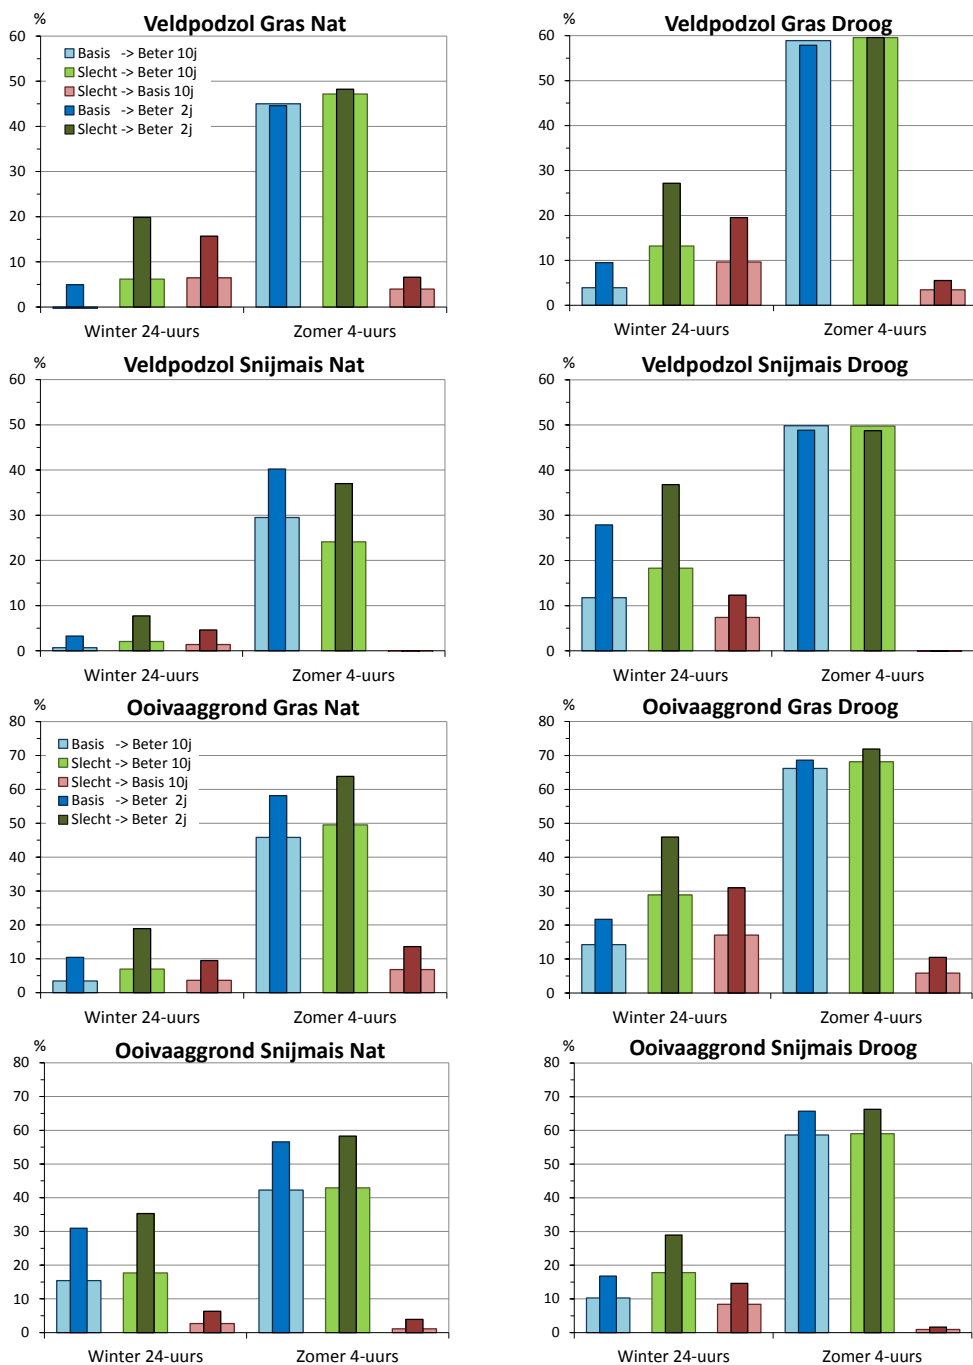 Veldpodzol Gras Nat
%
60
50
40
30
20
10
0
Basis -> Beter 10j
Slecht -> Beter 10j
Slecht -> Basis 10j
Basis -> Beter 2j
Slecht -> Beter 2j
Winter 24-uurs
Zomer 4-uurs
Veldpodzol Gras Droog
%
60
50
40
30
20
10
0
Winter 24-uurs
Zomer 4-uurs
Veldpodzol Snijmais Nat
%
60
50
40
30
20
10
0
Winter 24-uurs
Zomer 4-uurs
Veldpodzol Snijmais Droog
%
60
50
40
30
20
10
0
Winter 24-uurs
Zomer 4-uurs
Ooivaaggrond Gras Nat
%
80
70
60
50
40
30
20
10
0
Basis -> Beter 10j
Slecht -> Beter 10j
Slecht -> Basis 10j
Basis -> Beter 2j
Slecht -> Beter 2j
Winter 24-uurs
Zomer 4-uurs
Ooivaaggrond Gras Droog
%
80
70
60
50
40
30
20
10
0
Winter 24-uurs
Zomer 4-uurs
Ooivaaggrond Snijmais Nat
%
80
70
60
50
40
30
20
10
0
Winter 24-uurs
Zomer 4-uurs
Ooivaaggrond Snijmais Droog
%
80
70
60
50
40
30
20
10
0
Winter 24-uurs
Zomer 4-uurs